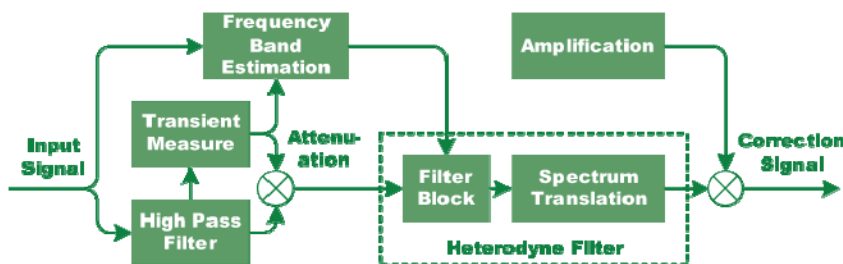 Frequency
Band
Estimation
Amplification
Transient
Measure
Input
Signal
Attenu-
ation
Correction
Signal
Filter
Block
Spectrum
Translation
High Pass
Filter
Heterodyne Filter